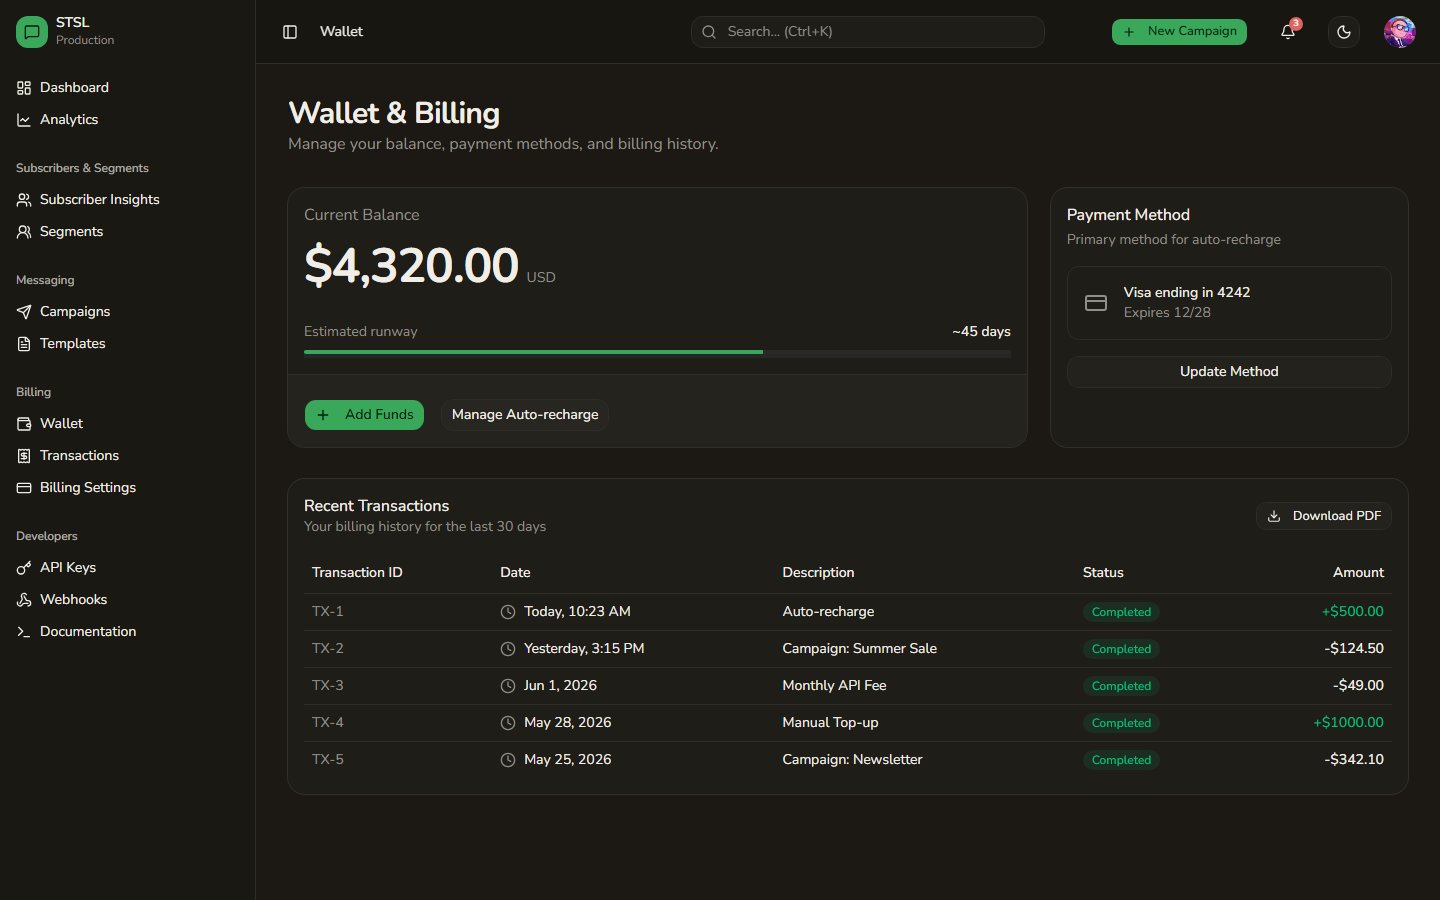 STSL
Production
Dashboard
Analytics
Subscribers & Segments
Subscriber Insights
Segments
Messaging
Campaigns
Templates
Billing
Wallet
Transactions
Billing Settings
Developers
API Keys
Webhooks
Documentation
Wallet
Search... (Ctrl+K)
New Campaign
3
Wallet & Billing
Manage your balance, payment methods, and billing history.
Current Balance
$4,320.00 USD
Estimated runway ~45 days
Add Funds Manage Auto-recharge
Payment Method
Primary method for auto-recharge
Visa ending in 4242
Expires 12/28
Update Method
Recent Transactions
Your billing history for the last 30 days
Download PDF
Transaction ID Date Description Status Amount
TX-1 Today, 10:23 AM Auto-recharge Completed +$500.00
TX-2 Yesterday, 3:15 PM Campaign: Summer Sale Completed -$124.50
TX-3 Jun 1, 2026 Monthly API Fee Completed -$49.00
TX-4 May 28, 2026 Manual Top-up Completed +$1000.00
TX-5 May 25, 2026 Campaign: Newsletter Completed -$342.10